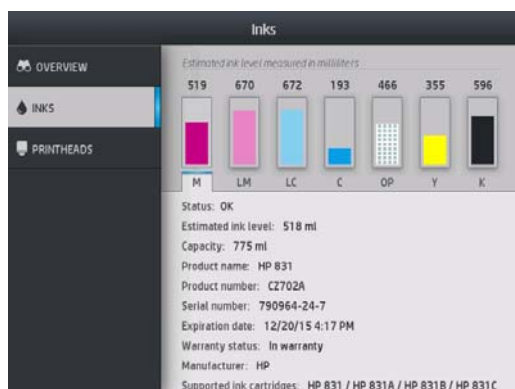 Inks
OVERVIEW
INKS
PRINTHEADS
Estimated ink level measured in milliliters
519 670 672 193 466 355 596
M LM LC C OP Y K
Status: OK
Estimated ink level: 518 ml
Capacity: 775 ml
Product name: HP 831
Product number: CZ702A
Serial number: 790964-24-7
Expiration date: 12/20/15 4:17 PM
Warranty status: In warranty
Manufacturer: HP
Supported ink cartridges: HP 831 / HP 831A / HP 831B / HP 831C